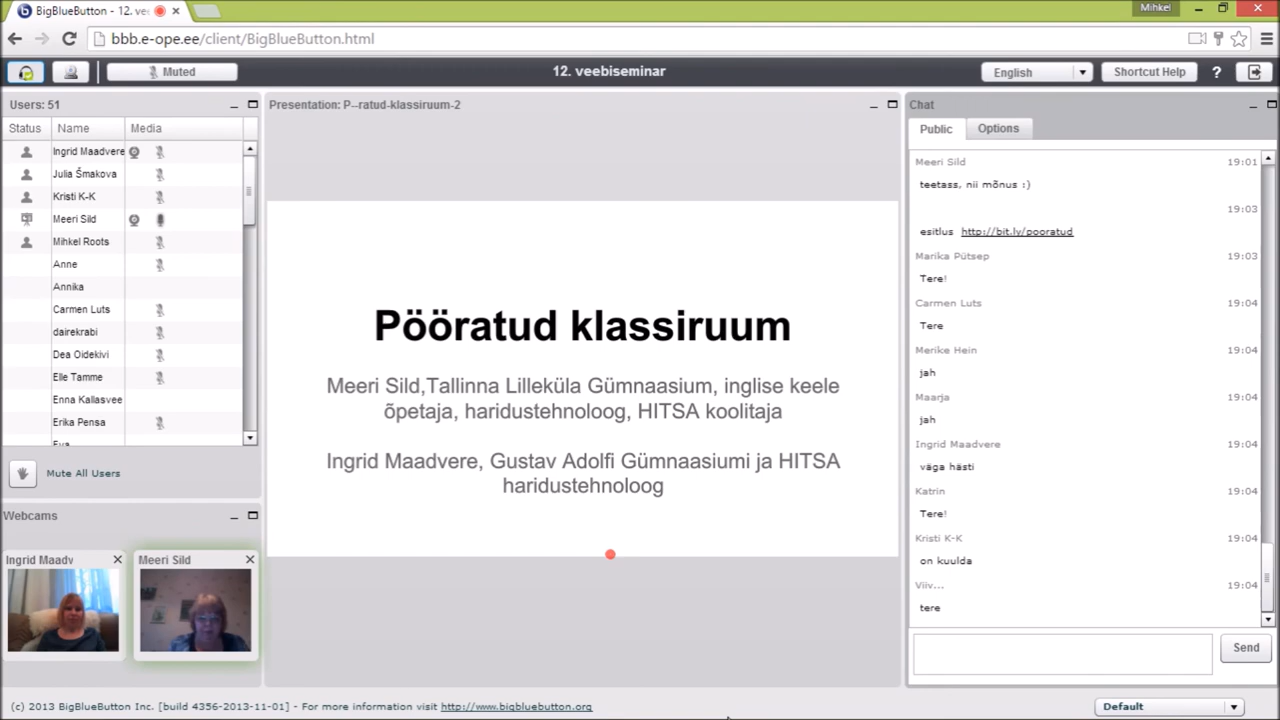 BigBlueButton - 12. vee
Mihkel
bbb.e-ope.ee/client/BigBlueButton.html
Muted
12. veebiseminar
English
Shortcut Help
?
Users: 51
Status Name Media
Ingrid Maadvere
Julia Šmakova
Kristi K-K
Meeri Sild
Mihkel Roots
Anne
Annika
Carmen Luts
dairekrabi
Dea Oidekivi
Elle Tamme
Enna Kallasvee
Erika Pensa
Eva
Mute All Users
Webcams
Ingrid Maadv
Meeri Sild
Presentation: P--ratud-klassiruum-2
Pööratud klassiruum
Meeri Sild,Tallinna Lilleküla Gümnaasium, inglise keele
õpetaja, haridustehnoloog, HITSA koolitaja
Ingrid Maadvere, Gustav Adolfi Gümnaasiumi ja HITSA
haridustehnoloog
Chat
Public Options
Meeri Sild 19:01
teetass, nii mõnus :)
19:03
esitlus http://bit.ly/pooratud
Marika Pütsep 19:03
Tere!
Carmen Luts 19:04
Tere
Merike Hein 19:04
jah
Maarja 19:04
jah
Ingrid Maadvere 19:04
väga hästi
Katrin 19:04
Tere!
Kristi K-K 19:04
on kuulda
Viiv... 19:04
tere
Send
(c) 2013 BigBlueButton Inc. [build 4356-2013-11-01] - For more information visit http://www.bigbluebutton.org
Default